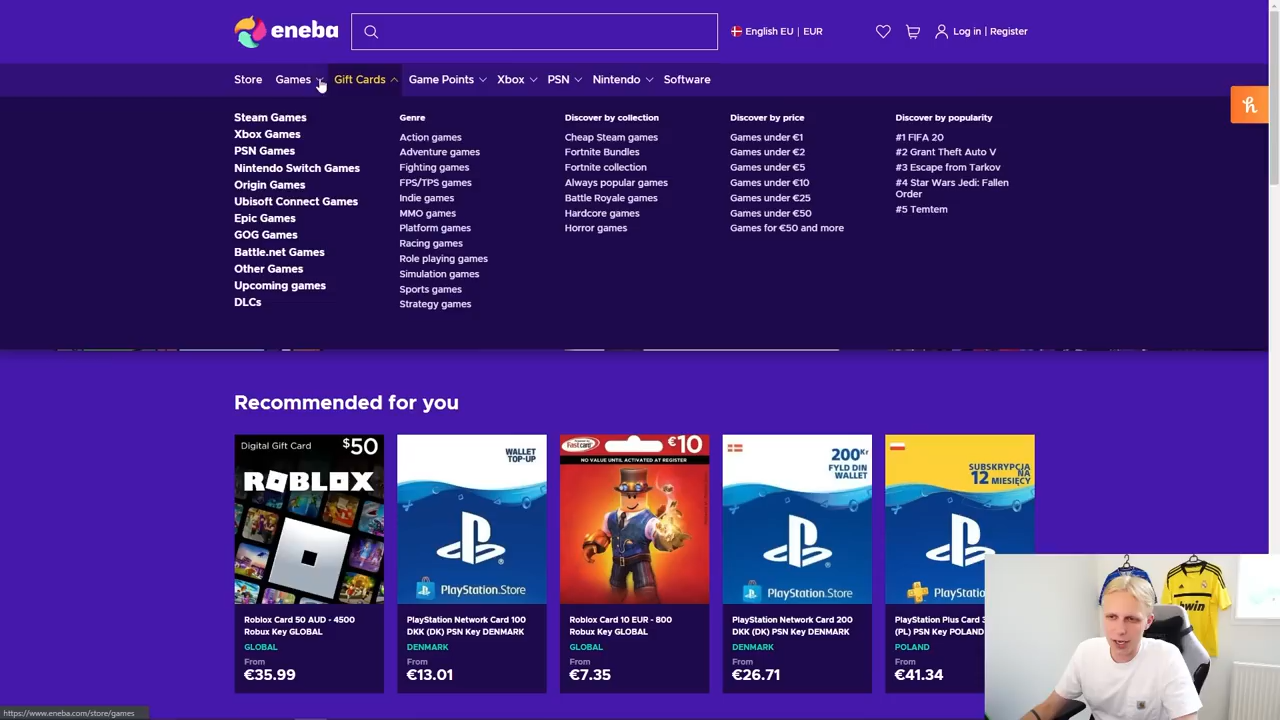 eneba
English EU | EUR
Log in | Register
Store
Games
Gift Cards
Game Points
Xbox
PSN
Nintendo
Software
Steam Games
Xbox Games
PSN Games
Nintendo Switch Games
Origin Games
Ubisoft Connect Games
Epic Games
GOG Games
Battle.net Games
Other Games
Upcoming games
DLCs
Genre
Action games
Adventure games
Fighting games
FPS/TPS games
Indie games
MMO games
Platform games
Racing games
Role playing games
Simulation games
Sports games
Strategy games
Discover by collection
Cheap Steam games
Fortnite Bundles
Fortnite collection
Always popular games
Battle Royale games
Hardcore games
Horror games
Discover by price
Games under €1
Games under €2
Games under €5
Games under €10
Games under €25
Games under €50
Games for €50 and more
Discover by popularity
#1 FIFA 20
#2 Grant Theft Auto V
#3 Escape from Tarkov
#4 Star Wars Jedi: Fallen
Order
#5 Temtem
h
Recommended for you
Digital Gift Card
$50
ROBLOX
Roblox Card 50 AUD - 4500
Robux Key GLOBAL
GLOBAL
From
€35.99
WALLET
TOP-UP
PlayStation.Store
PlayStation Network Card 100
DKK (DK) PSN Key DENMARK
DENMARK
From
€13.01
Fastcard
€10
NO VALUE UNTIL ACTIVATED AT REGISTER
Roblox Card 10 EUR - 800
Robux Key GLOBAL
GLOBAL
From
€7.35
200Kr
FYLD DIN
WALLET
PlayStation.Store
PlayStation Network Card 200
DKK (DK) PSN Key DENMARK
DENMARK
From
€26.71
SUBSKRYPCJA
NA
12 MIESIĘCY
PlayStation Plus Card
(PL) PSN Key POLAND
POLAND
From
€41.34
bwin
https://www.eneba.com/store/games